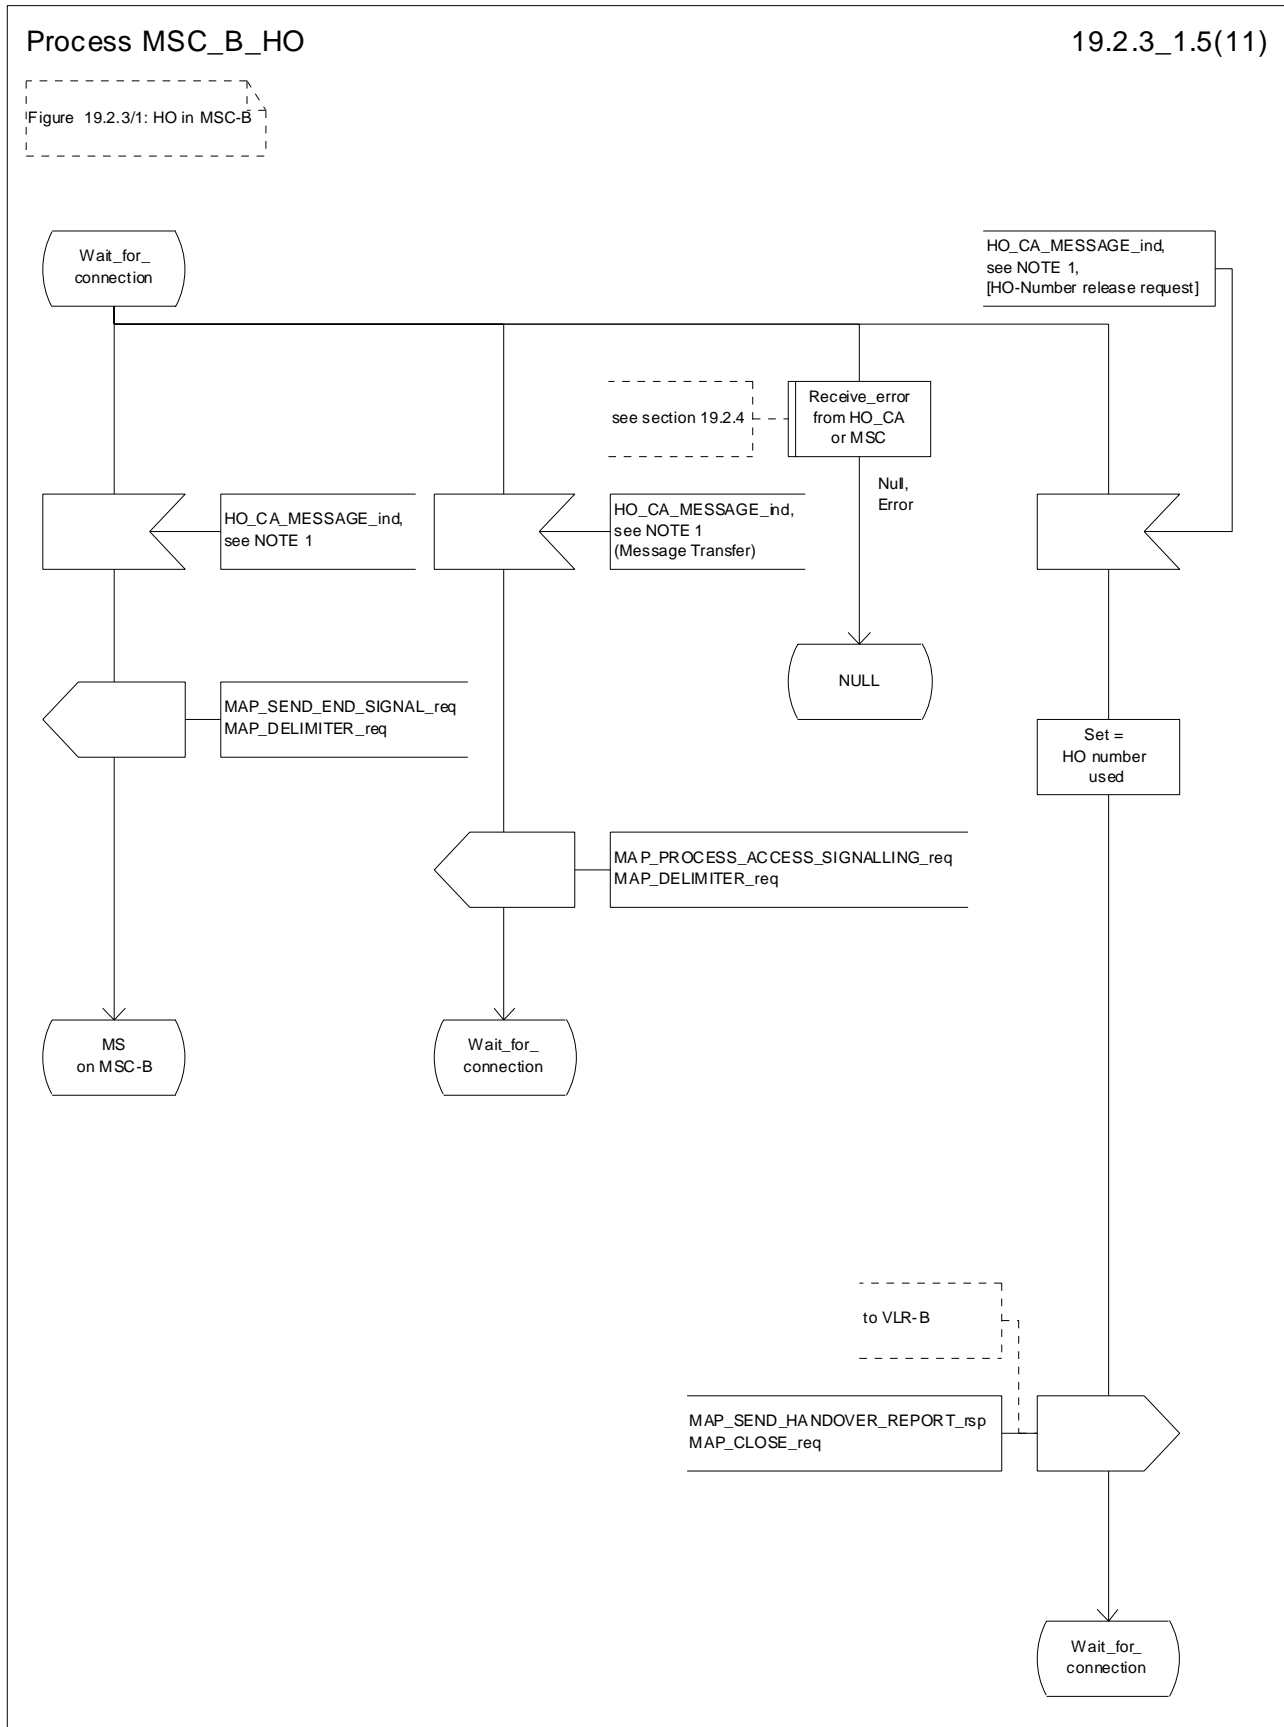 Process MSC_B_HO
19.2.3_1.5(11)
Figure 19.2.3/1: HO in MSC-B
Wait_for_
connection
HO_CA_MESSAGE_ind,
see NOTE 1,
[HO-Number release request]
see section 19.2.4
Receive_error
from HO_CA
or MSC
Null,
Error
HO_CA_MESSAGE_ind,
see NOTE 1
HO_CA_MESSAGE_ind,
see NOTE 1
(Message Transfer)
NULL
MAP_SEND_END_SIGNAL_req
MAP_DELIMITER_req
Set =
HO number
used
MAP_PROCESS_ACCESS_SIGNALLING_req
MAP_DELIMITER_req
MS
on MSC-B
Wait_for_
connection
to VLR-B
MAP_SEND_HANDOVER_REPORT_rsp
MAP_CLOSE_req
Wait_for_
connection